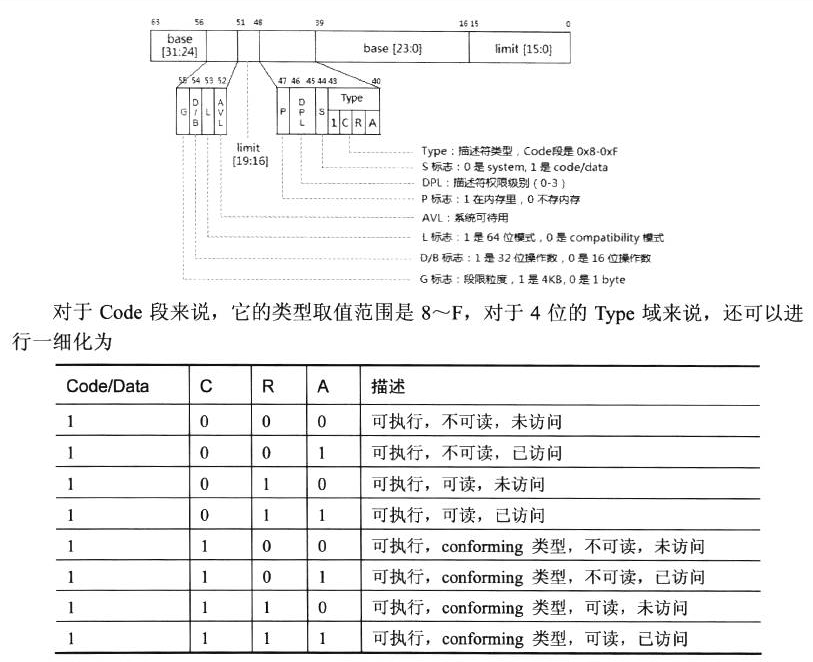 63 56 51 48 39 16 15 0
base [31:24] base [23:0] limit [15:0]
55 54 53 52 47 46 45 44 43 40
G D/B L AVL P DPL S Type
1 C R A
limit
[19:16]
Type：描述符类型，Code段是 0x8-0xF
S 标志：0 是 system, 1 是 code/data
DPL：描述符权限级别（0-3）
P 标志：1 在内存里，0 不存内存
AVL：系统可待用
L 标志：1 是 64 位模式，0 是 compatibility 模式
D/B 标志：1 是 32 位操作数，0 是 16 位操作数
G 标志：段限粒度，1 是 4KB, 0 是 1 byte
对于 Code 段来说，它的类型取值范围是 8～F，对于 4 位的 Type 域来说，还可以进
行一细化为
Code/Data C R A 描述
1 0 0 0 可执行，不可读，未访问
1 0 0 1 可执行，不可读，已访问
1 0 1 0 可执行，可读，未访问
1 0 1 1 可执行，可读，已访问
1 1 0 0 可执行，conforming 类型，不可读，未访问
1 1 0 1 可执行，conforming 类型，不可读，已访问
1 1 1 0 可执行，conforming 类型，可读，未访问
1 1 1 1 可执行，conforming 类型，可读，已访问